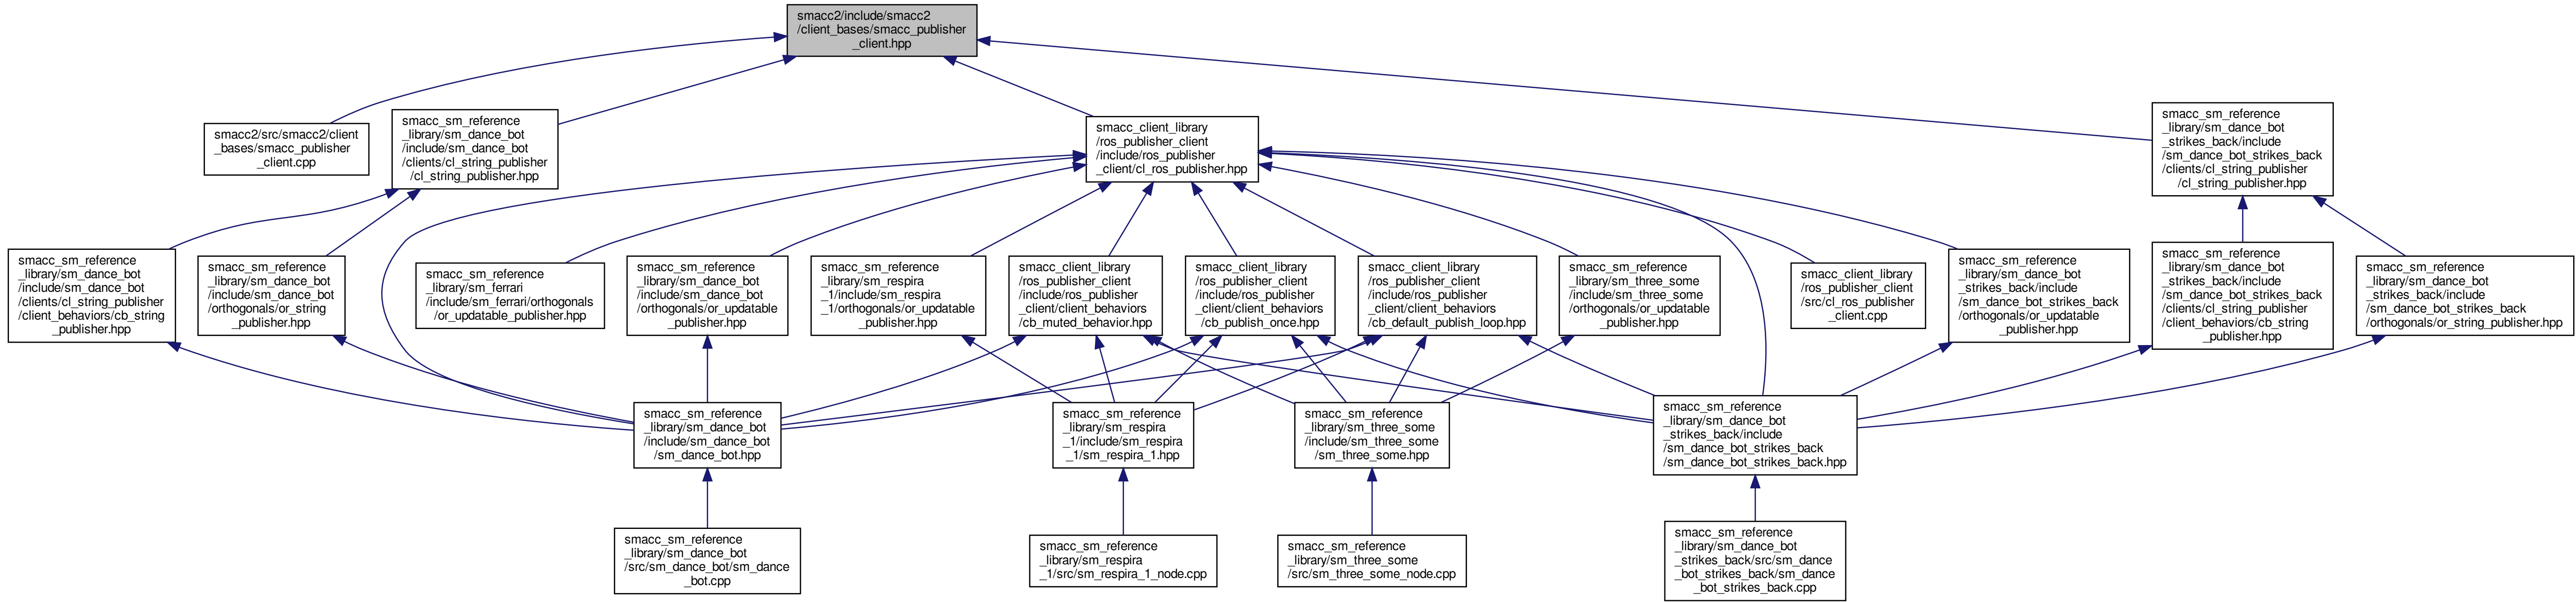 smacc2/include/smacc2
/client_bases/smacc_publisher
_client.hpp
smacc2/src/smacc2/client
_bases/smacc_publisher
_client.cpp
smacc_sm_reference
_library/sm_dance_bot
/include/sm_dance_bot
/clients/cl_string_publisher
/cl_string_publisher.hpp
smacc_client_library
/ros_publisher_client
/include/ros_publisher
_client/cl_ros_publisher.hpp
smacc_sm_reference
_library/sm_dance_bot
_strikes_back/include
/sm_dance_bot_strikes_back
/clients/cl_string_publisher
/cl_string_publisher.hpp
smacc_sm_reference
_library/sm_dance_bot
/include/sm_dance_bot
/clients/cl_string_publisher
/client_behaviors/cb_string
_publisher.hpp
smacc_sm_reference
_library/sm_dance_bot
/include/sm_dance_bot
/orthogonals/or_string
_publisher.hpp
smacc_sm_reference
_library/sm_ferrari
/include/sm_ferrari/orthogonals
/or_updatable_publisher.hpp
smacc_sm_reference
_library/sm_dance_bot
/include/sm_dance_bot
/orthogonals/or_updatable
_publisher.hpp
smacc_sm_reference
_library/sm_respira
_1/include/sm_respira
_1/orthogonals/or_updatable
_publisher.hpp
smacc_client_library
/ros_publisher_client
/include/ros_publisher
_client/client_behaviors
/cb_muted_behavior.hpp
smacc_client_library
/ros_publisher_client
/include/ros_publisher
_client/client_behaviors
/cb_publish_once.hpp
smacc_client_library
/ros_publisher_client
/include/ros_publisher
_client/client_behaviors
/cb_default_publish_loop.hpp
smacc_sm_reference
_library/sm_three_some
/include/sm_three_some
/orthogonals/or_updatable
_publisher.hpp
smacc_client_library
/ros_publisher_client
/src/cl_ros_publisher
_client.cpp
smacc_sm_reference
_library/sm_dance_bot
_strikes_back/include
/sm_dance_bot_strikes_back
/orthogonals/or_updatable
_publisher.hpp
smacc_sm_reference
_library/sm_dance_bot
_strikes_back/include
/sm_dance_bot_strikes_back
/clients/cl_string_publisher
/client_behaviors/cb_string
_publisher.hpp
smacc_sm_reference
_library/sm_dance_bot
_strikes_back/include
/sm_dance_bot_strikes_back
/orthogonals/or_string_publisher.hpp
smacc_sm_reference
_library/sm_dance_bot
/include/sm_dance_bot
/sm_dance_bot.hpp
smacc_sm_reference
_library/sm_respira
_1/include/sm_respira
_1/sm_respira_1.hpp
smacc_sm_reference
_library/sm_three_some
/include/sm_three_some
/sm_three_some.hpp
smacc_sm_reference
_library/sm_dance_bot
_strikes_back/include
/sm_dance_bot_strikes_back
/sm_dance_bot_strikes_back.hpp
smacc_sm_reference
_library/sm_dance_bot
/src/sm_dance_bot/sm_dance
_bot.cpp
smacc_sm_reference
_library/sm_respira
_1/src/sm_respira_1_node.cpp
smacc_sm_reference
_library/sm_three_some
/src/sm_three_some_node.cpp
smacc_sm_reference
_library/sm_dance_bot
_strikes_back/src/sm_dance
_bot_strikes_back/sm_dance
_bot_strikes_back.cpp